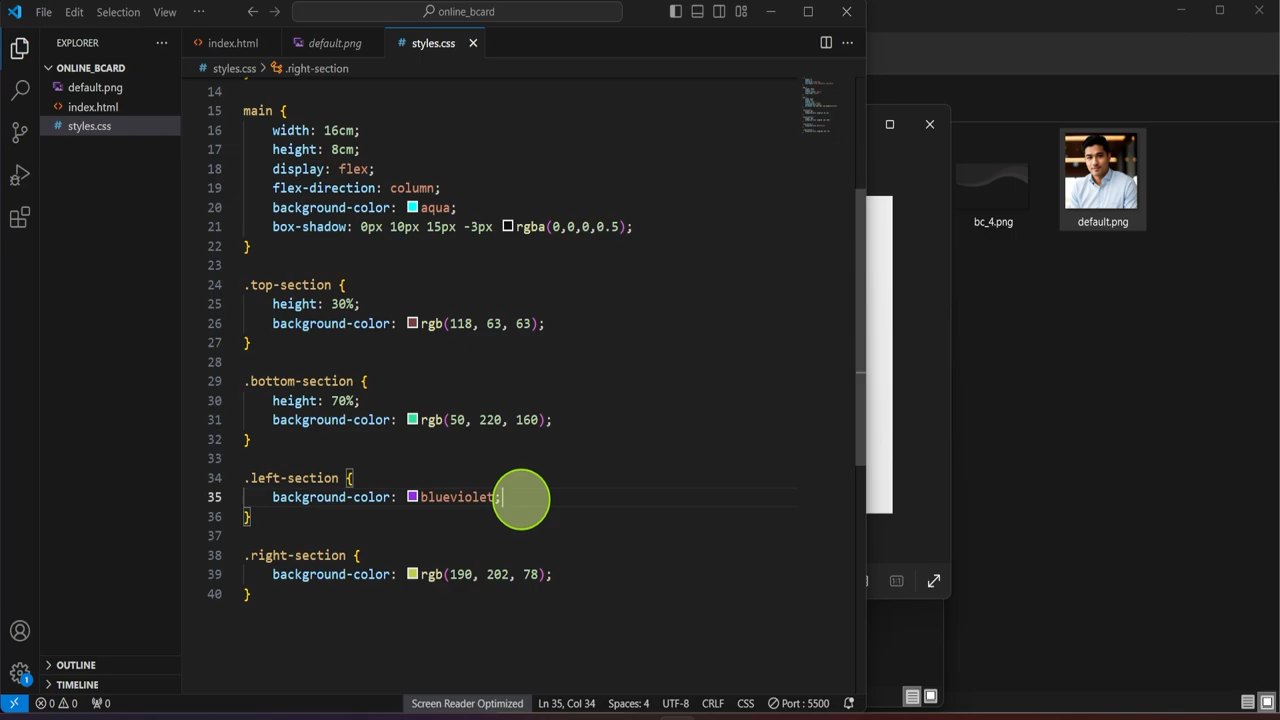 File Edit Selection View ··· online_bcard
EXPLORER ···
index.html default.png styles.css
ONLINE_BCARD
styles.css > .right-section
default.png
index.html
styles.css
14
15 main {
16 width: 16cm;
17 height: 8cm;
18 display: flex;
19 flex-direction: column;
20 background-color: aqua;
21 box-shadow: 0px 10px 15px -3px rgba(0,0,0,0.5);
22 }
23
24 .top-section {
25 height: 30%;
26 background-color: rgb(118, 63, 63);
27 }
28
29 .bottom-section {
30 height: 70%;
31 background-color: rgb(50, 220, 160);
32 }
33
34 .left-section {
35 background-color: blueviolet;
36 }
37
38 .right-section {
39 background-color: rgb(190, 202, 78);
40 }
OUTLINE
TIMELINE
1
0 0 0 Screen Reader Optimized Ln 35, Col 34 Spaces: 4 UTF-8 CRLF CSS Port : 5500
bc_4.png default.png
1:1